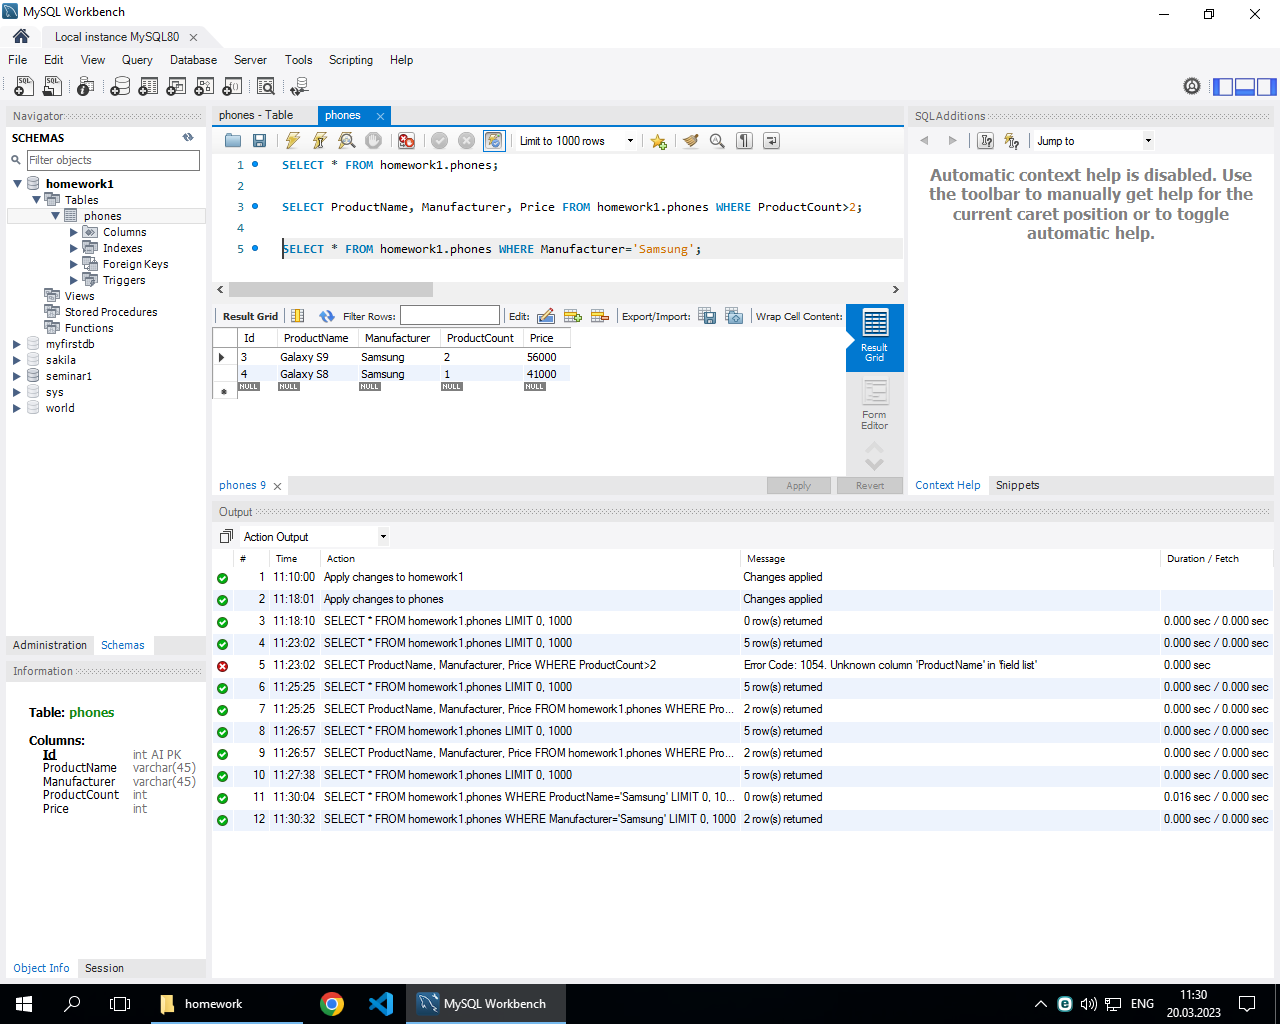 MySQL Workbench
Local instance MySQL80
File Edit View Query Database Server Tools Scripting Help
Navigator
SCHEMAS
Filter objects
homework1
Tables
phones
Columns
Indexes
Foreign Keys
Triggers
Views
Stored Procedures
Functions
myfirstdb
sakila
seminar1
sys
world
Administration Schemas
Information
Table: phones
Columns:
Id int AI PK
ProductName varchar(45)
Manufacturer varchar(45)
ProductCount int
Price int
Object Info Session
phones - Table phones
Limit to 1000 rows
1 SELECT * FROM homework1.phones;
2
3 SELECT ProductName, Manufacturer, Price FROM homework1.phones WHERE ProductCount>2;
4
5 SELECT * FROM homework1.phones WHERE Manufacturer='Samsung';
Result Grid Filter Rows: Edit: Export/Import: Wrap Cell Content:
Id ProductName Manufacturer ProductCount Price
3 Galaxy S9 Samsung 2 56000
4 Galaxy S8 Samsung 1 41000
NULL NULL NULL NULL NULL
Result Grid
Form Editor
phones 9
Apply Revert
SQLAdditions
Jump to
Automatic context help is disabled. Use
the toolbar to manually get help for the
current caret position or to toggle
automatic help.
Context Help Snippets
Output
Action Output
# Time Action Message Duration / Fetch
1 11:10:00 Apply changes to homework1 Changes applied
2 11:18:01 Apply changes to phones Changes applied
3 11:18:10 SELECT * FROM homework1.phones LIMIT 0, 1000 0 row(s) returned 0.000 sec / 0.000 sec
4 11:23:02 SELECT * FROM homework1.phones LIMIT 0, 1000 5 row(s) returned 0.000 sec / 0.000 sec
5 11:23:02 SELECT ProductName, Manufacturer, Price WHERE ProductCount>2 Error Code: 1054. Unknown column 'ProductName' in 'field list' 0.000 sec
6 11:25:25 SELECT * FROM homework1.phones LIMIT 0, 1000 5 row(s) returned 0.000 sec / 0.000 sec
7 11:25:25 SELECT ProductName, Manufacturer, Price FROM homework1.phones WHERE Pro... 2 row(s) returned 0.000 sec / 0.000 sec
8 11:26:57 SELECT * FROM homework1.phones LIMIT 0, 1000 5 row(s) returned 0.000 sec / 0.000 sec
9 11:26:57 SELECT ProductName, Manufacturer, Price FROM homework1.phones WHERE Pro... 2 row(s) returned 0.000 sec / 0.000 sec
10 11:27:38 SELECT * FROM homework1.phones LIMIT 0, 1000 5 row(s) returned 0.000 sec / 0.000 sec
11 11:30:04 SELECT * FROM homework1.phones WHERE ProductName='Samsung' LIMIT 0, 10... 0 row(s) returned 0.016 sec / 0.000 sec
12 11:30:32 SELECT * FROM homework1.phones WHERE Manufacturer='Samsung' LIMIT 0, 1000 2 row(s) returned 0.000 sec / 0.000 sec
homework
MySQL Workbench
ENG
11:30
20.03.2023